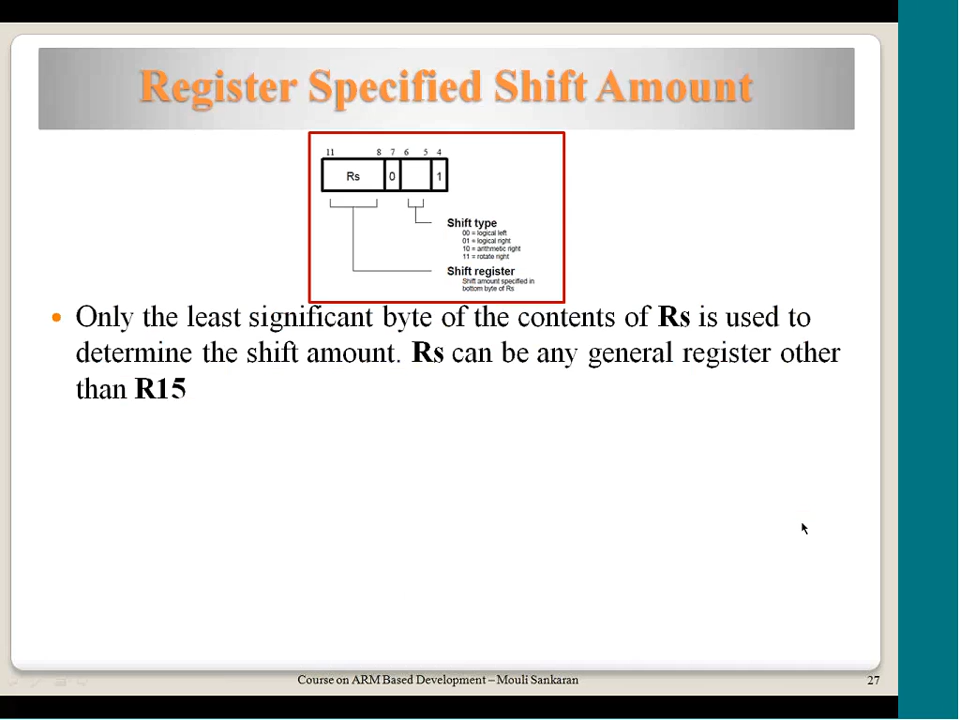 Register Specified Shift Amount
11 8 7 6 5 4
Rs 0 1
Shift type
00 = logical left
01 = logical right
10 = arithmetic right
11 = rotate right
Shift register
Shift amount specified in
bottom byte of Rs
• Only the least significant byte of the contents of Rs is used to
determine the shift amount. Rs can be any general register other
than R15
Course on ARM Based Development – Mouli Sankaran
27